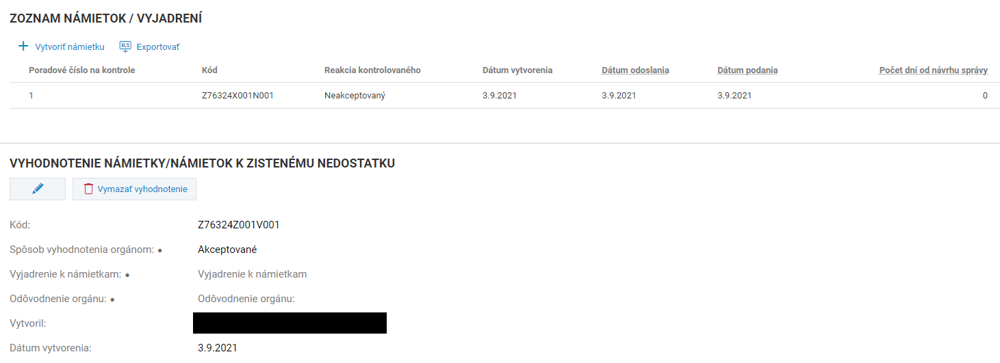 ZOZNAM NÁMIETOK / VYJADRENÍ
Vytvoriť námietku XLS Exportovať
Poradové číslo na kontrole Kód Reakcia kontrolovaného Dátum vytvorenia Dátum odoslania Dátum podania Počet dní od návrhu správy
1 Z76324X001N001 Neakceptovaný 3.9.2021 3.9.2021 3.9.2021 0
VYHODNOTENIE NÁMIETKY/NÁMIETOK K ZISTENÉMU NEDOSTATKU
Vymazať vyhodnotenie
Kód: Z76324Z001V001
Spôsob vyhodnotenia orgánom: • Akceptované
Vyjadrenie k námietkam: • Vyjadrenie k námietkam
Odôvodnenie orgánu: • Odôvodnenie orgánu:
Vytvoril:
Dátum vytvorenia: 3.9.2021